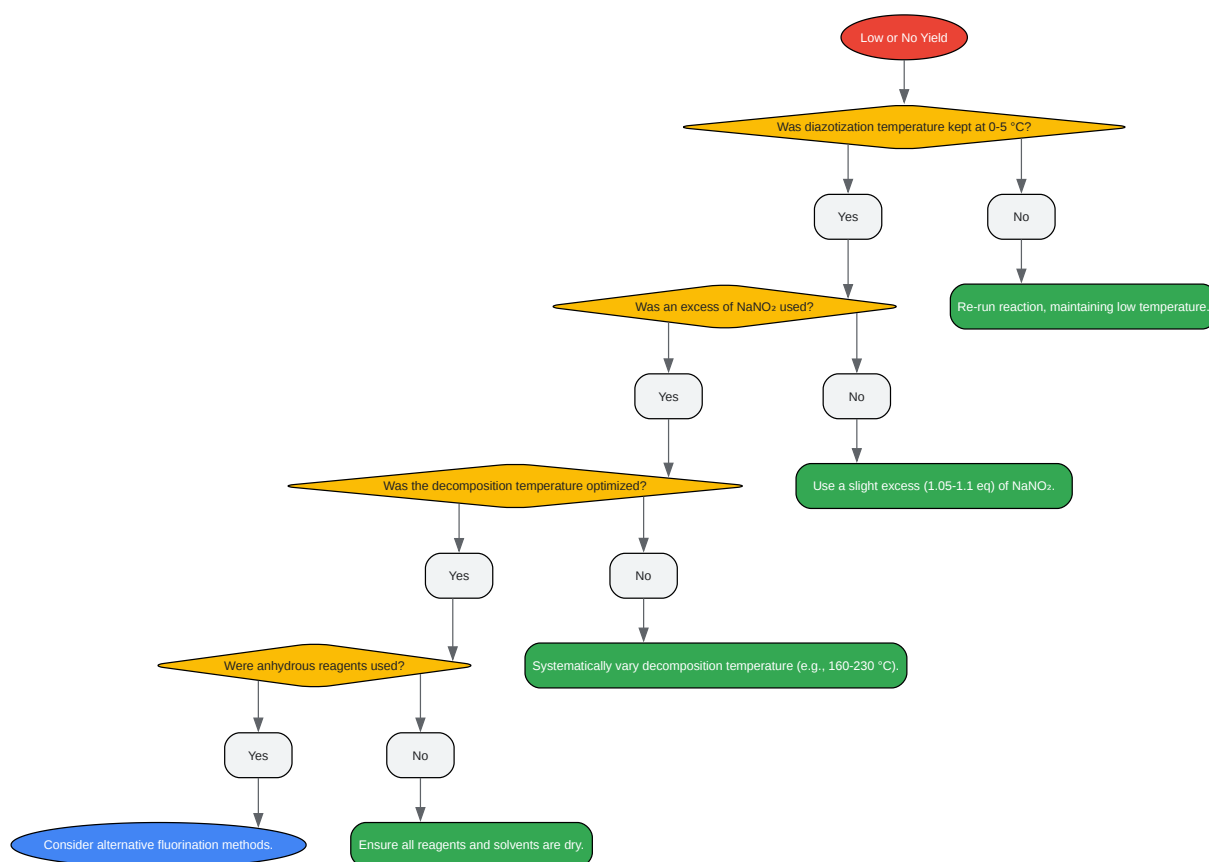 Low or No Yield
Was diazotization temperature kept at 0-5 °C?
Yes
No
Was an excess of NaNO₂ used?
Re-run reaction, maintaining low temperature.
Yes
No
Was the decomposition temperature optimized?
Use a slight excess (1.05-1.1 eq) of NaNO₂.
Yes
No
Were anhydrous reagents used?
Systematically vary decomposition temperature (e.g., 160-230 °C).
Yes
No
Consider alternative fluorination methods.
Ensure all reagents and solvents are dry.